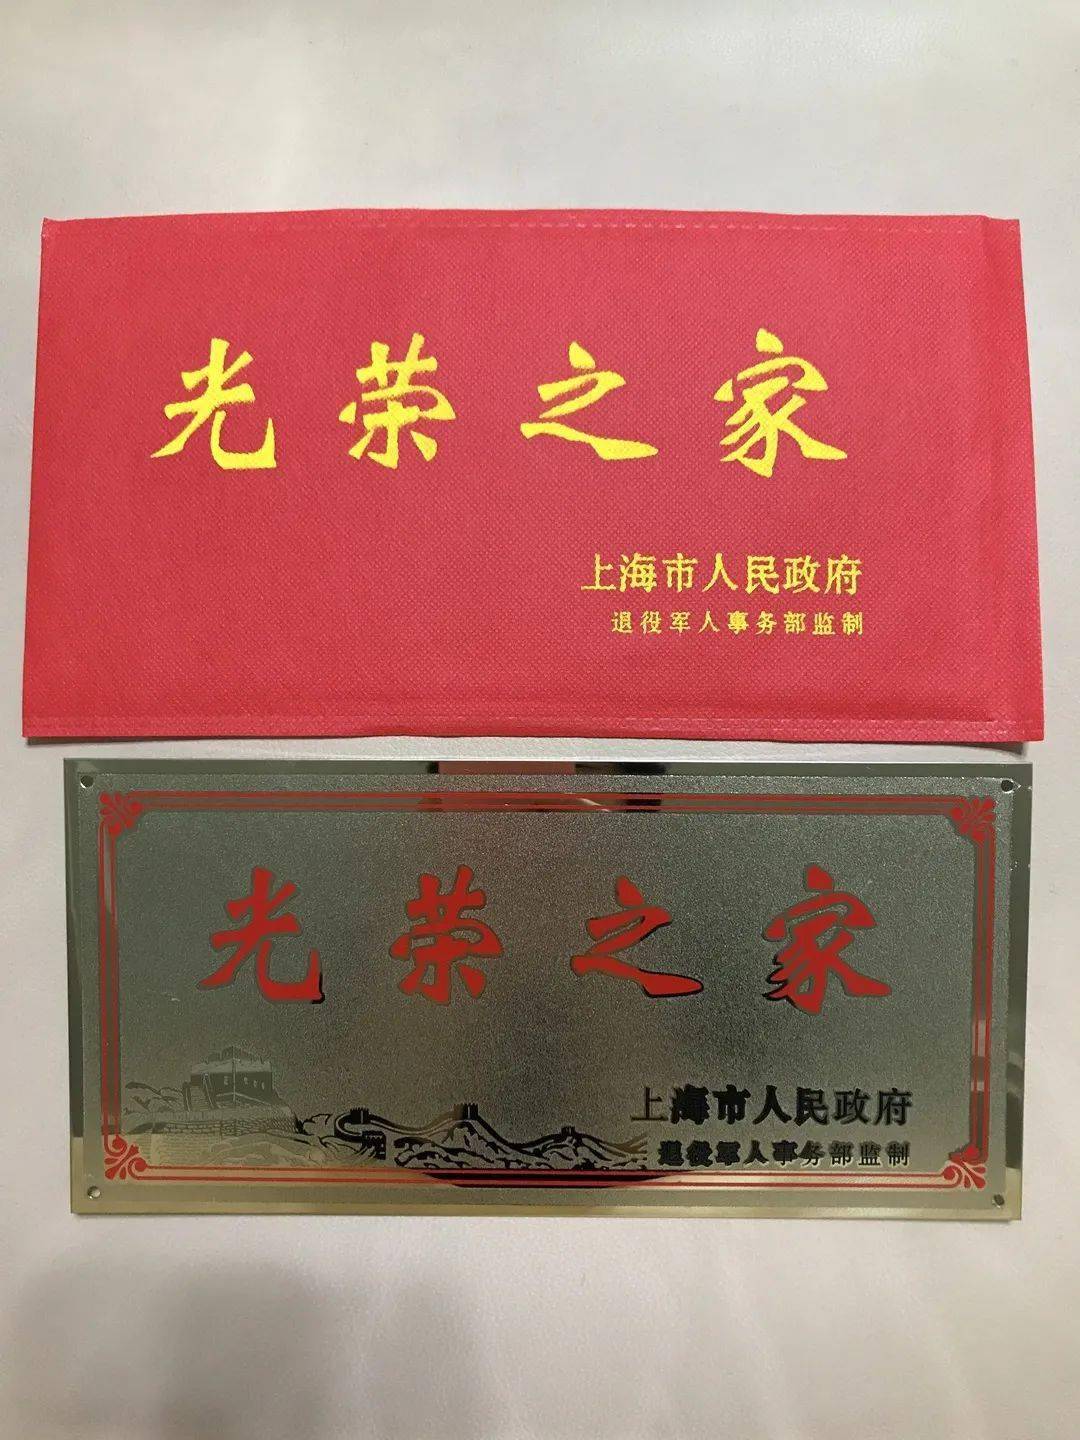 光荣之家
上海市人民政府
退役军人事务部监制
光荣之家
上海市人民政府
退役军人事务部监制